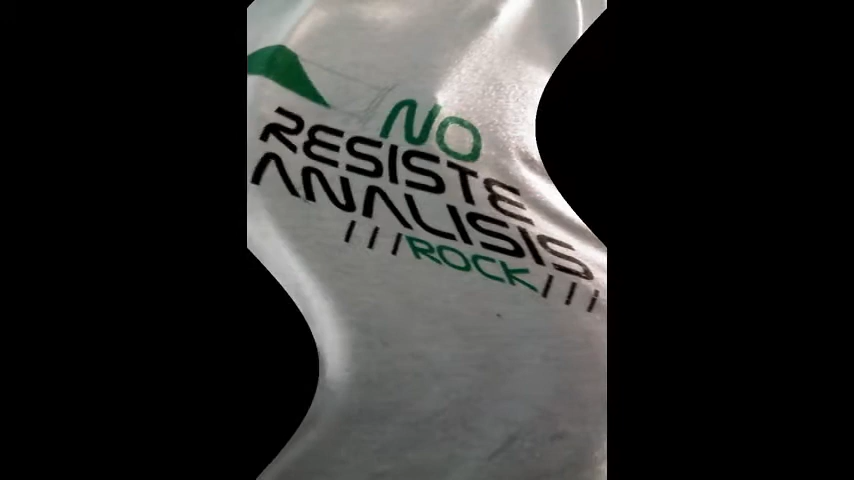 NO
RESISTE
ANALISIS
///ROCK///